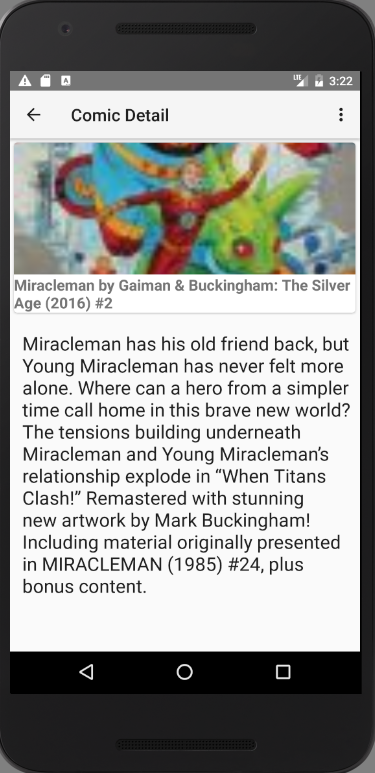 LTE 3:22
Comic Detail
Miracleman by Gaiman & Buckingham: The Silver
Age (2016) #2
Miracleman has his old friend back, but
Young Miracleman has never felt more
alone. Where can a hero from a simpler
time call home in this brave new world?
The tensions building underneath
Miracleman and Young Miracleman’s
relationship explode in “When Titans
Clash!” Remastered with stunning
new artwork by Mark Buckingham!
Including material originally presented
in MIRACLEMAN (1985) #24, plus
bonus content.